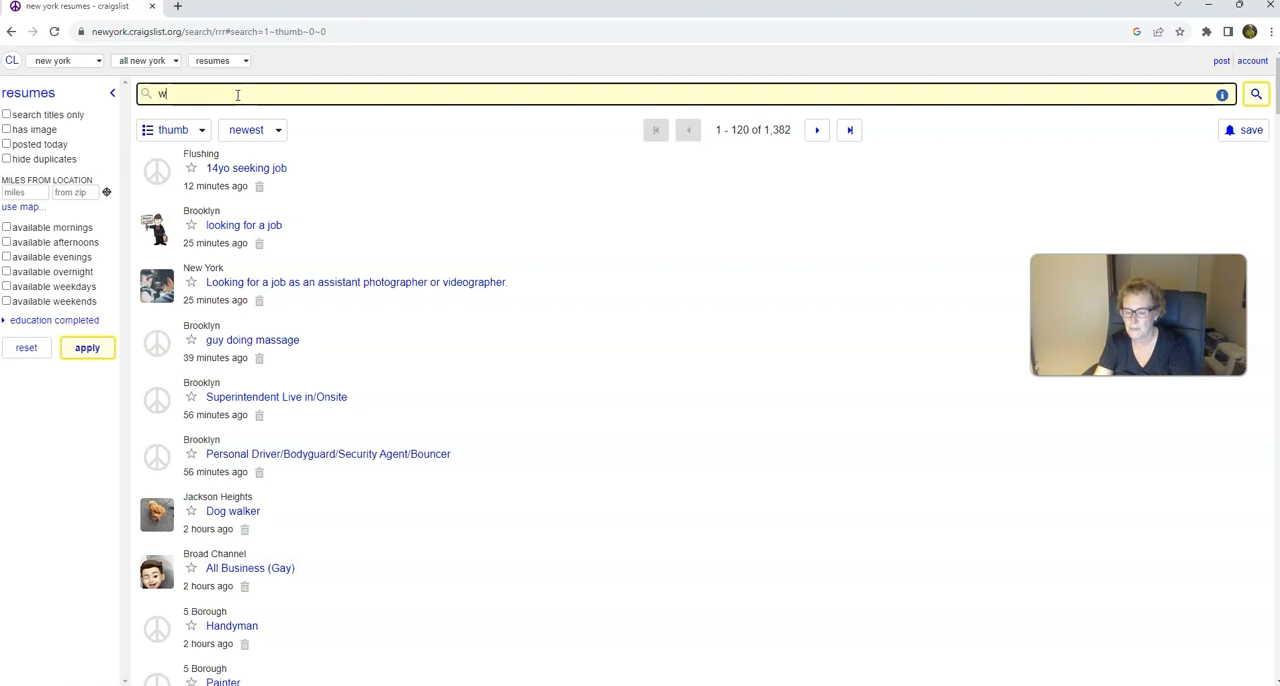 new york resumes - craigslist
newyork.craigslist.org/search/rrr#search=1~thumb~0~0
CL new york all new york resumes post account
resumes
w
search titles only
has image
posted today
hide duplicates
MILES FROM LOCATION
miles from zip
use map...
available mornings
available afternoons
available evenings
available overnight
available weekdays
available weekends
education completed
reset apply
thumb newest 1 - 120 of 1,382 save
Flushing
14yo seeking job
12 minutes ago
Brooklyn
looking for a job
25 minutes ago
New York
Looking for a job as an assistant photographer or videographer.
25 minutes ago
Brooklyn
guy doing massage
39 minutes ago
Brooklyn
Superintendent Live in/Onsite
56 minutes ago
Brooklyn
Personal Driver/Bodyguard/Security Agent/Bouncer
56 minutes ago
Jackson Heights
Dog walker
2 hours ago
Broad Channel
All Business (Gay)
2 hours ago
5 Borough
Handyman
2 hours ago
5 Borough
Painter